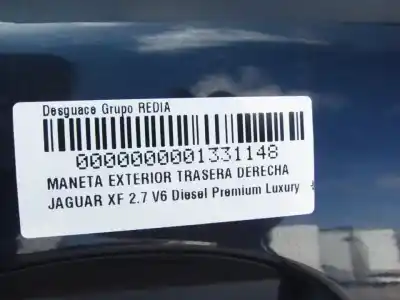 Desguace Grupo REDIA
0000000001331148
MANETA EXTERIOR TRASERA DERECHA
JAGUAR XF 2.7 V6 Diesel Premium Luxury